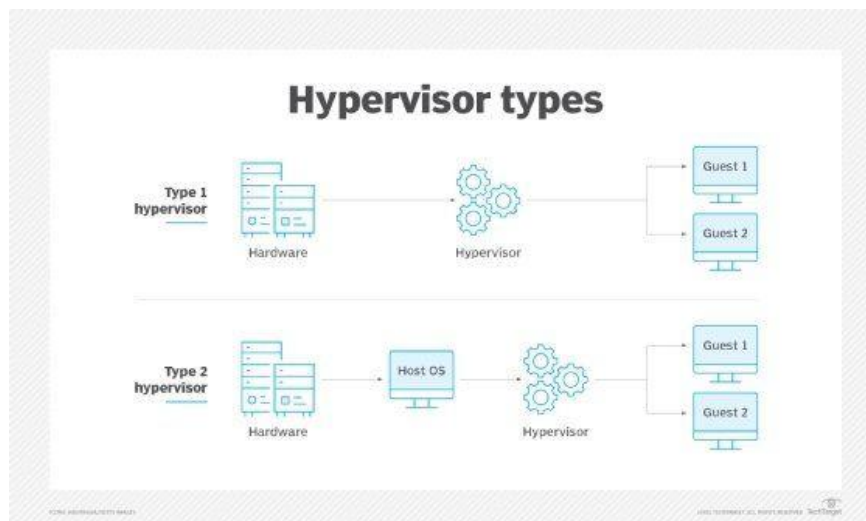 Hypervisor types
Type 1
hypervisor
Hardware
Hypervisor
Guest 1
Guest 2
Type 2
hypervisor
Hardware
Host OS
Hypervisor
Guest 1
Guest 2
TechTarget